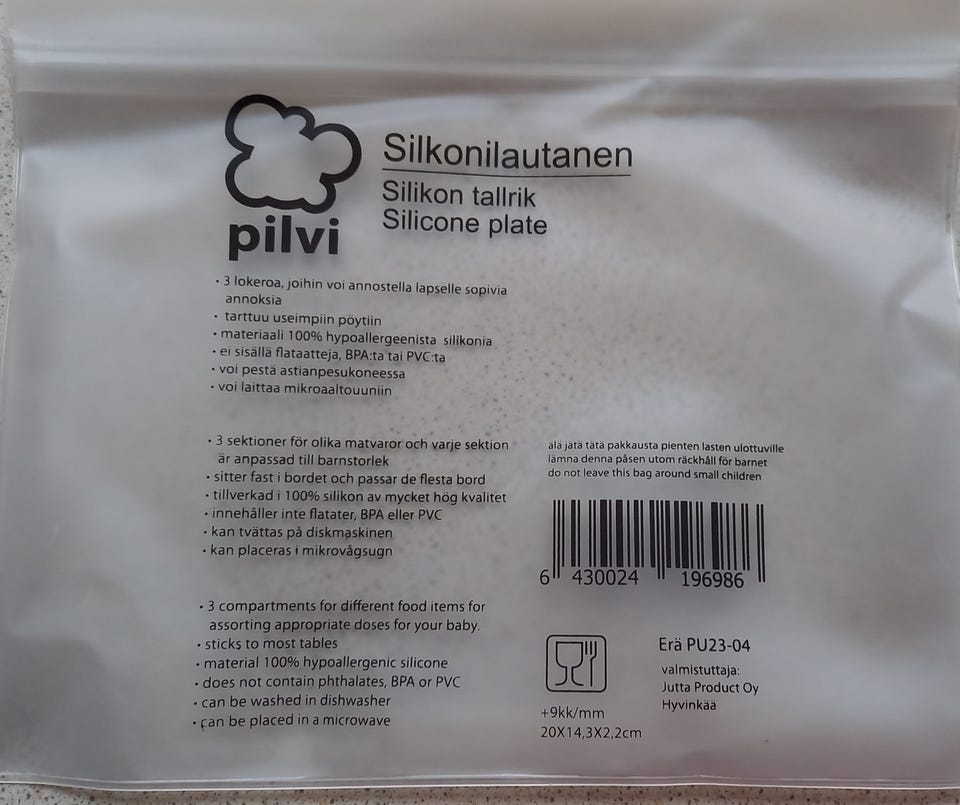 pilvi
Silkonilautanen
Silikon tallrik
Silicone plate
• 3 lokeroa, joihin voi annostella lapselle sopivia
annoksia
• tarttuu useimpiin pöytiin
• materiaali 100% hypoallergeenista silikonia
• ei sisällä flataatteja, BPA:ta tai PVC:ta
• voi pestä astianpesukoneessa
• voi laittaa mikroaaltouuniin
• 3 sektioner för olika matvaror och varje sektion
är anpassad till barnstorlek
• sitter fast i bordet och passar de flesta bord
• tillverkad i 100% silikon av mycket hög kvalitet
• innehåller inte flatater, BPA eller PVC
• kan tvättas på diskmaskinen
• kan placeras i mikrovågsugn
• 3 compartments for different food items for
assorting appropriate doses for your baby.
• sticks to most tables
• material 100% hypoallergenic silicone
• does not contain phthalates, BPA or PVC
• can be washed in dishwasher
• can be placed in a microwave
älä jätä tätä pakkausta pienten lasten ulottuville
lämna denna påsen utom räckhåll för barnet
do not leave this bag around small children
6 430024 196986
+9kk/mm
20X14,3X2,2cm
Erä PU23-04
valmistuttaja:
Jutta Product Oy
Hyvinkää